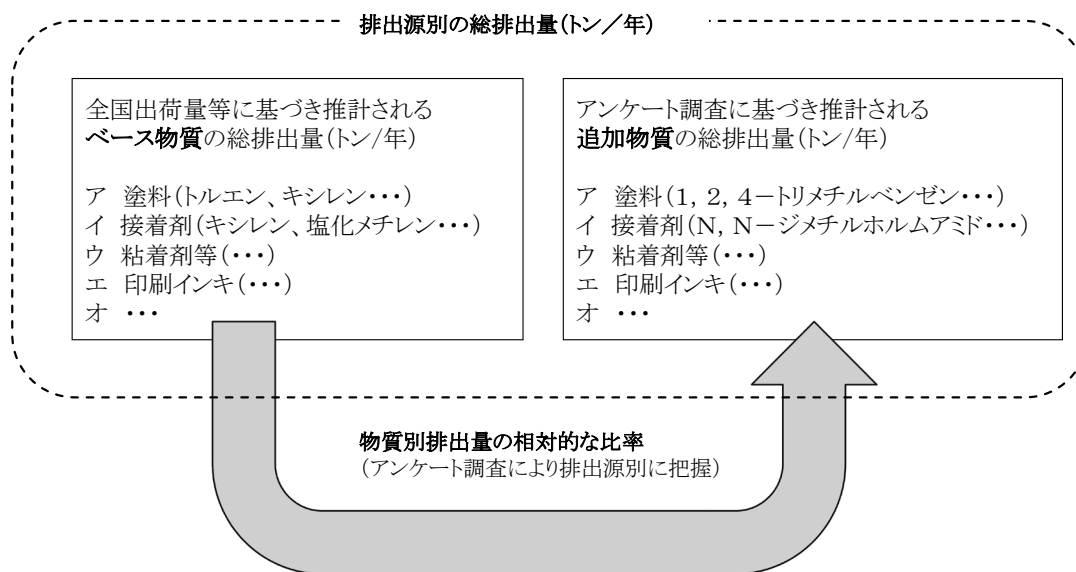 排出源別の総排出量(トン／年)
全国出荷量等に基づき推計される
ベース物質の総排出量(トン/年)
ア 塗料(トルエン、キシレン・・・)
イ 接着剤(キシレン、塩化メチレン・・・)
ウ 粘着剤等(・・・)
エ 印刷インキ(・・・)
オ ・・・
アンケート調査に基づき推計される
追加物質の総排出量(トン/年)
ア 塗料(1, 2, 4－トリメチルベンゼン・・・)
イ 接着剤(N, N－ジメチルホルムアミド・・・)
ウ 粘着剤等(・・・)
エ 印刷インキ(・・・)
オ ・・・
物質別排出量の相対的な比率
(アンケート調査により排出源別に把握)